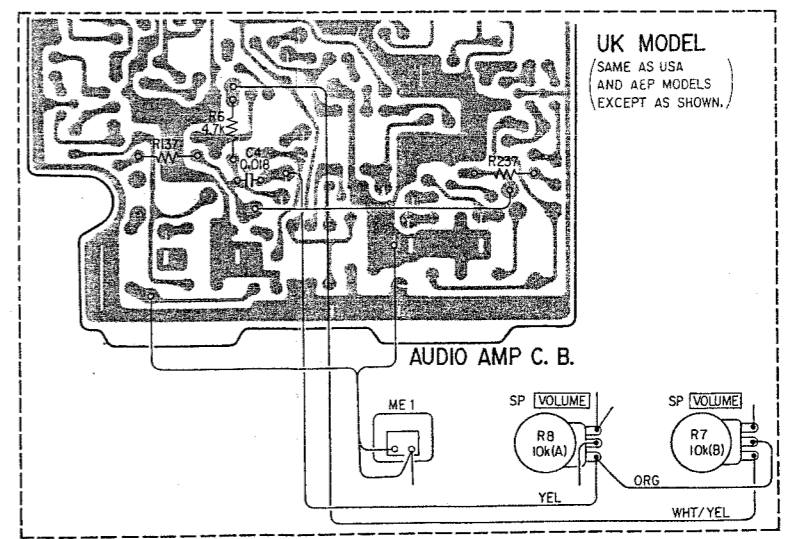 UK MODEL
(SAME AS USA
AND AEP MODELS
EXCEPT AS SHOWN.)
R6
4.7k
R137
C4
0.018
R237
AUDIO AMP C. B.
ME 1
SP VOLUME
R8
10k(A)
SP VOLUME
R7
10k(B)
ORG
YEL
WHT/YEL